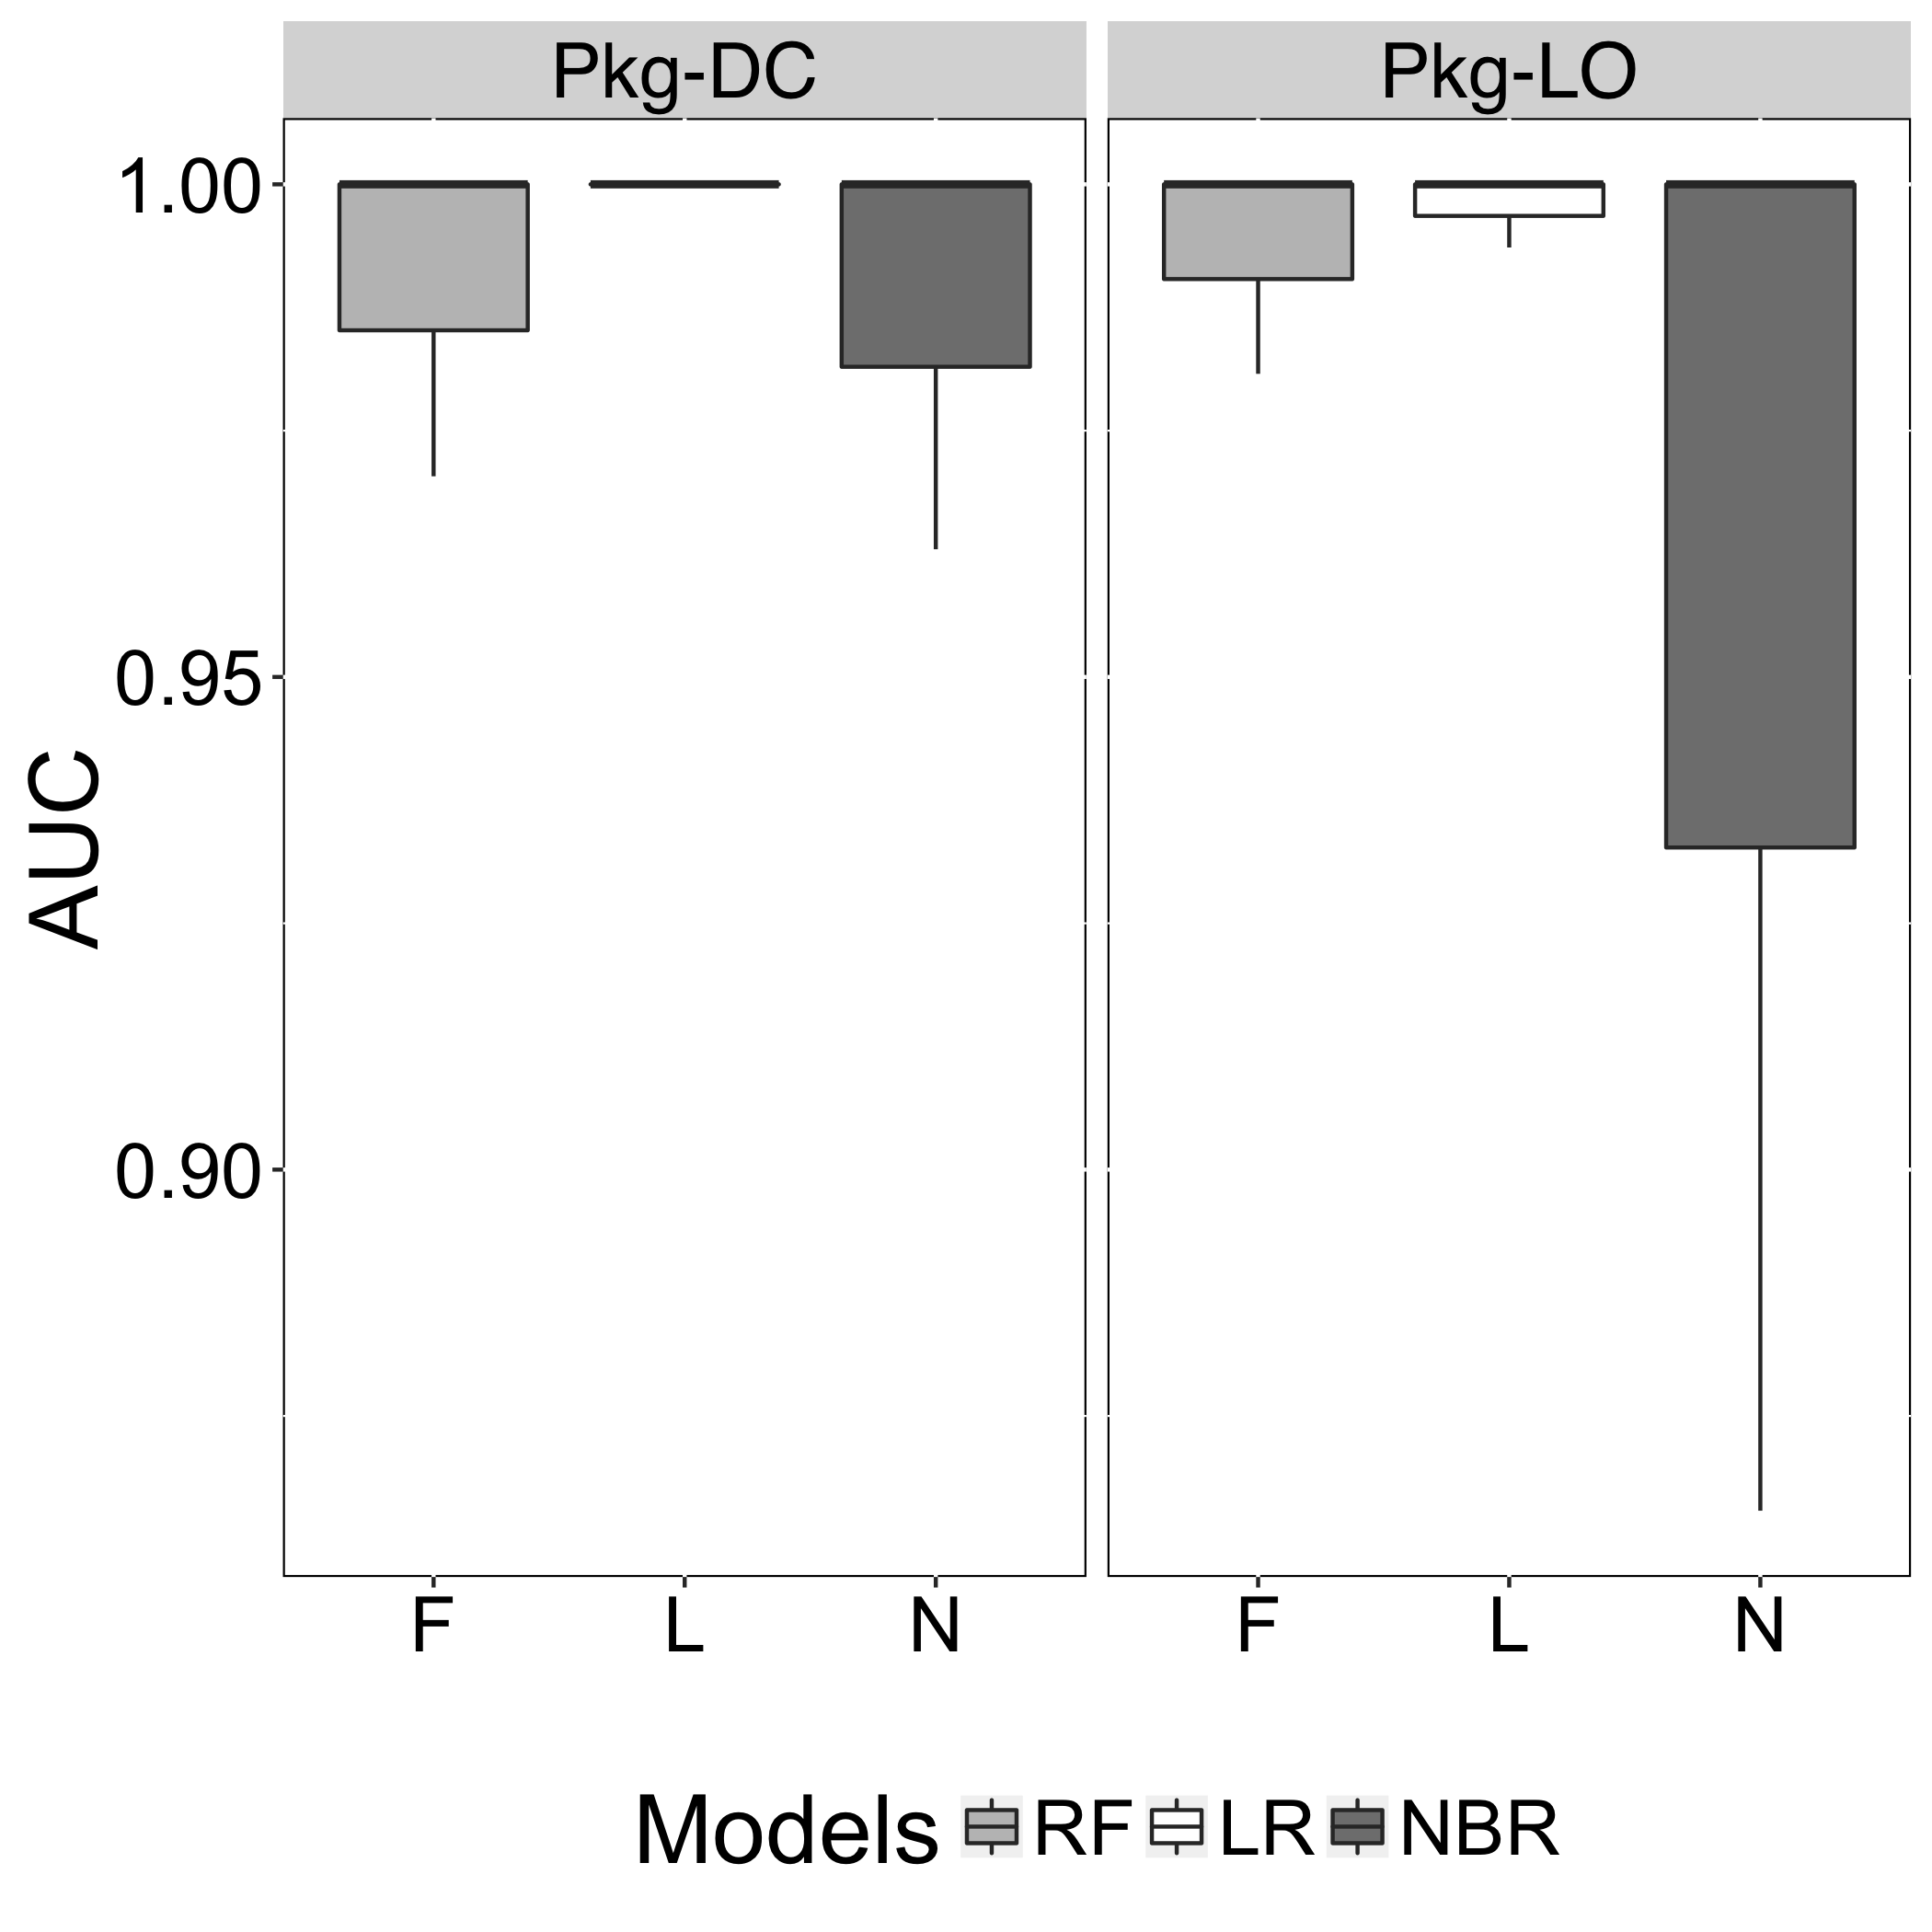 Pkg-DC Pkg-LO
1.00
0.95
0.90
AUC
F L N F L N
Models RF LR NBR